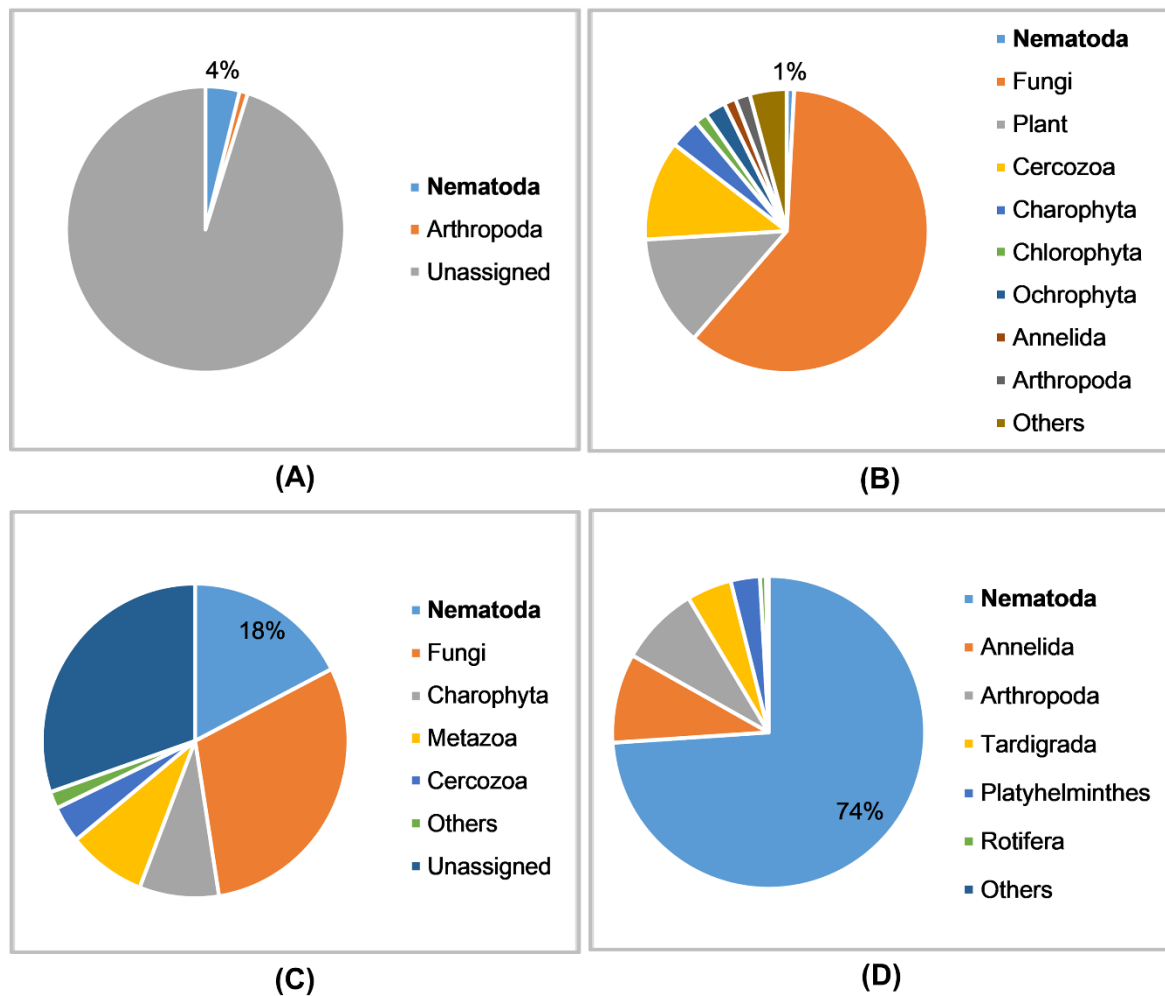 4%
Nematoda
Arthropoda
Unassigned
(A)
1%
Nematoda
Fungi
Plant
Cercozoa
Charophyta
Chlorophyta
Ochrophyta
Annelida
Arthropoda
Others
(B)
18%
Nematoda
Fungi
Charophyta
Metazoa
Cercozoa
Others
Unassigned
(C)
74%
Nematoda
Annelida
Arthropoda
Tardigrada
Platyhelminthes
Rotifera
Others
(D)